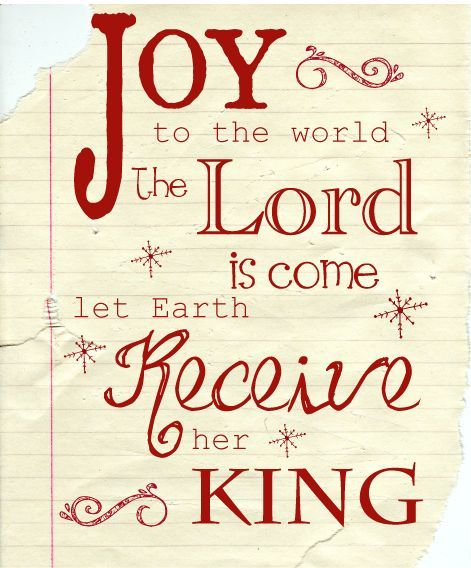 JOY
to the world
the Lord
is come
let Earth
Receive
her
KING